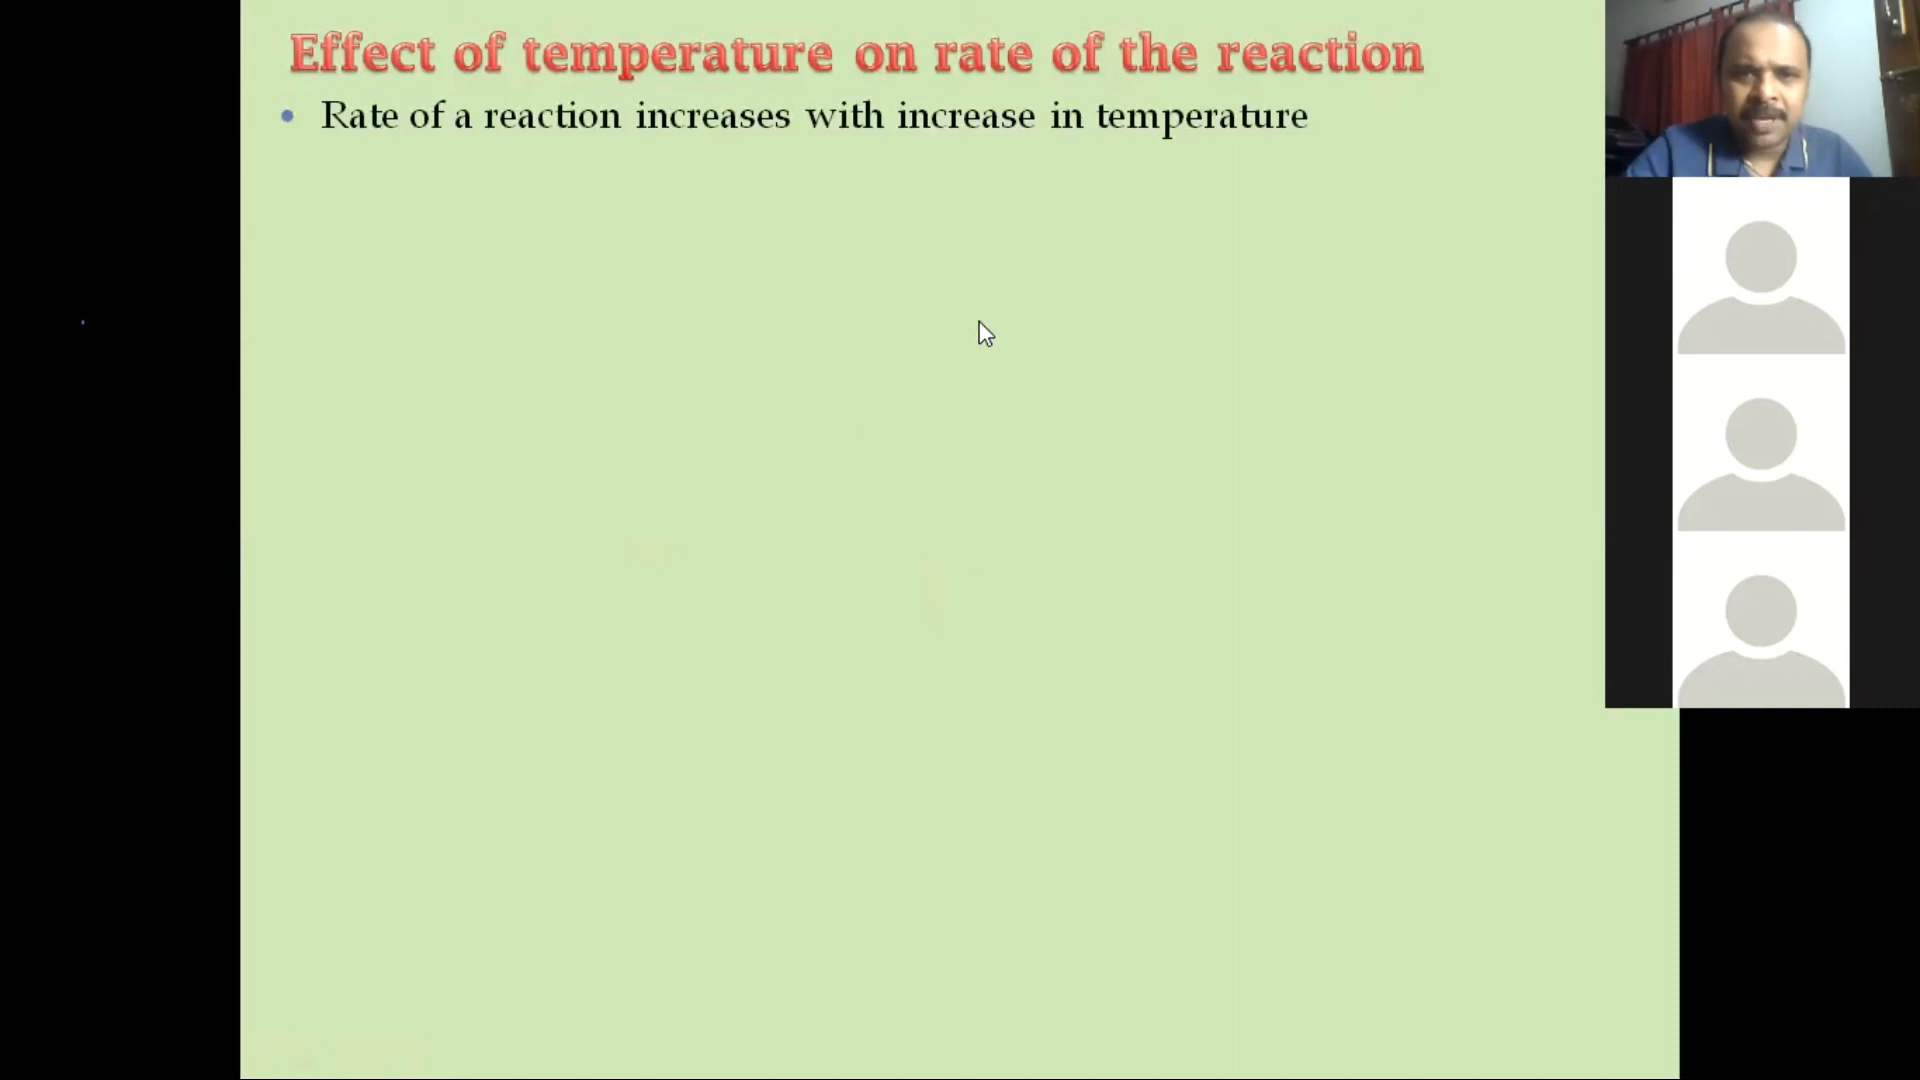 Effect of temperature on rate of the reaction
• Rate of a reaction increases with increase in temperature